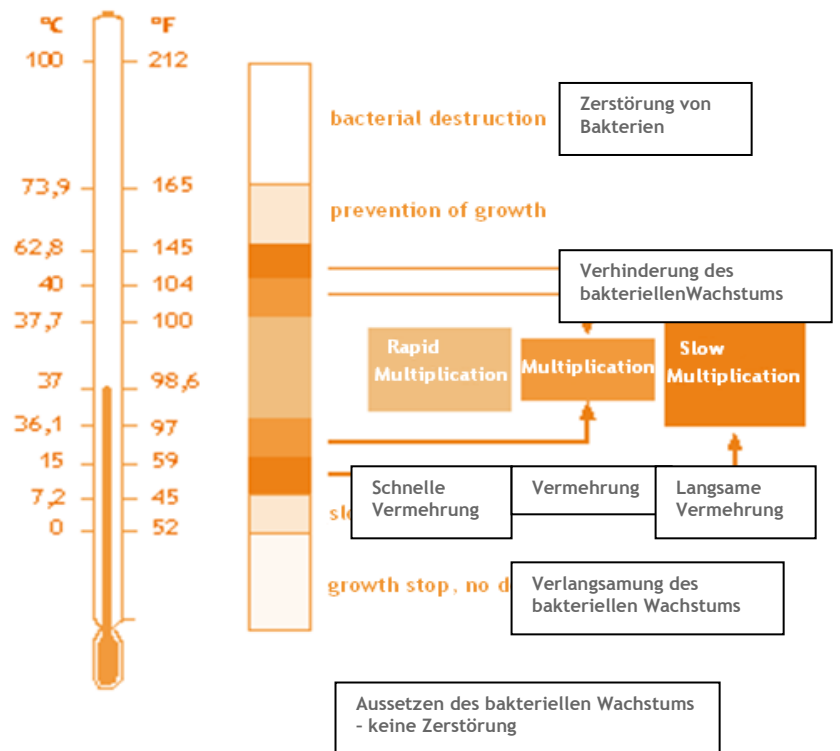 °C °F
100 212
bacterial destruction
Zerstörung von
Bakterien
73,9 165
prevention of growth
62,8 145
Verhinderung des
bakteriellenWachstums
40 104
37,7 100
Rapid
Multiplication
Multiplication
Slow
Multiplication
37 98,6
36,1 97
15 59
Schnelle
Vermehrung
Vermehrung
Langsame
Vermehrung
7,2 45
0 52
growth stop, no d
Verlangsamung des
bakteriellen Wachstums
Aussetzen des bakteriellen Wachstums
- keine Zerstörung